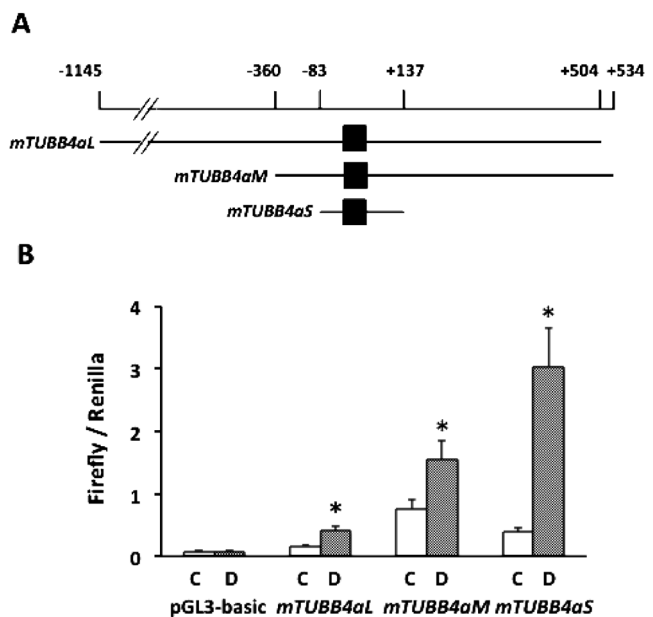 A
-1145 -360 -83 +137 +504 +534
mTUBB4aL
mTUBB4aM
mTUBB4aS
B
4
3
2
1
0
Firefly / Renilla
*
*
*
C D C D C D C D
pGL3-basic mTUBB4aL mTUBB4aM mTUBB4aS